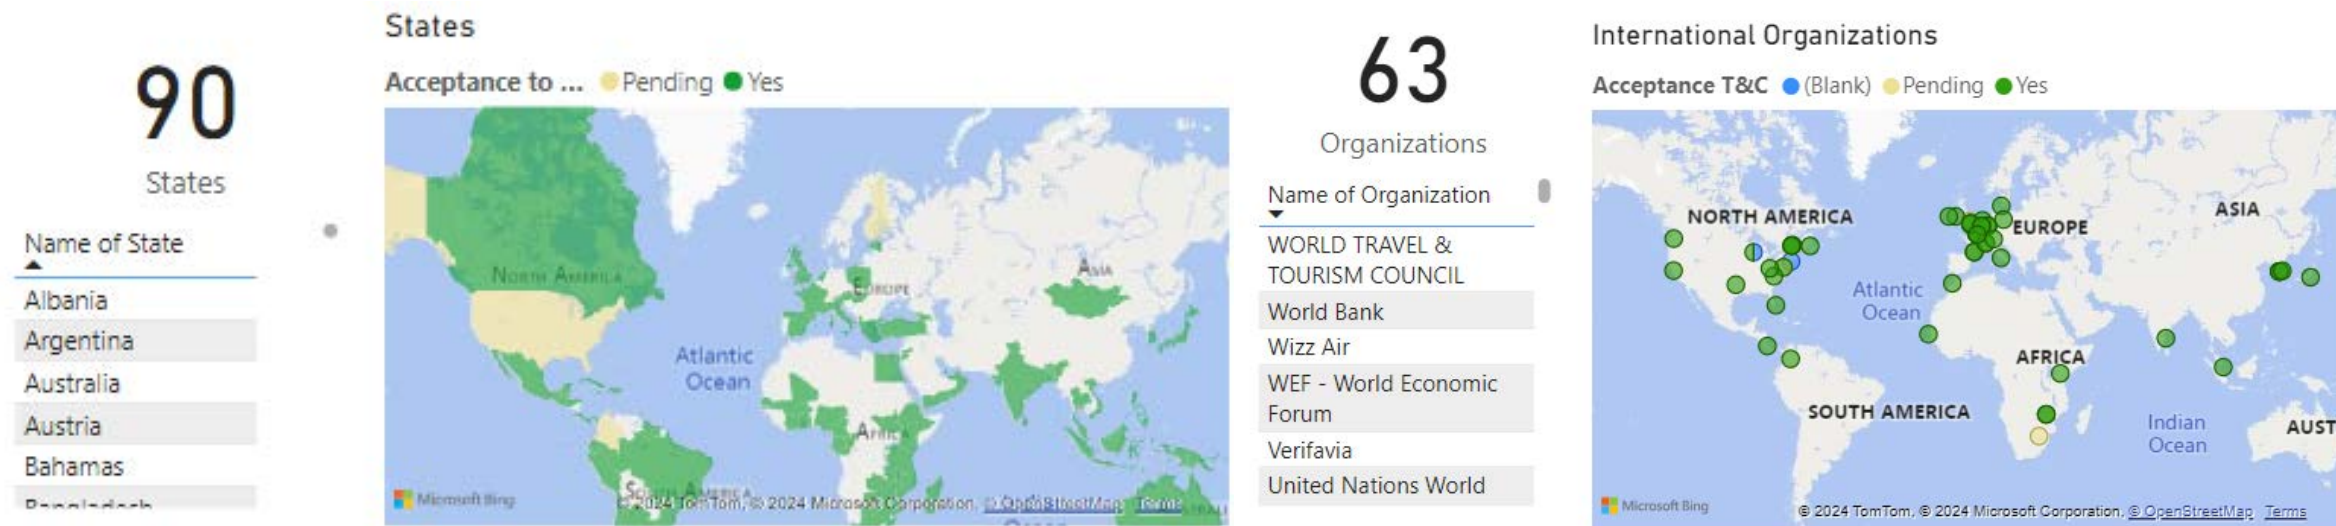 90
States
Name of State
Albania
Argentina
Australia
Austria
Bahamas
Bangladesh
States
Acceptance to ... Pending Yes
NORTH AMERICA
EUROPE
ASIA
Atlantic
Ocean
AFRICA
SOUTH AMERICA
Microsoft Bing
© 2024 TomTom, © 2024 Microsoft Corporation, © OpenStreetMap Terms
Ocean
63
Organizations
Name of Organization
WORLD TRAVEL &
TOURISM COUNCIL
World Bank
Wizz Air
WEF - World Economic
Forum
Verifavia
United Nations World
International Organizations
Acceptance T&C (Blank) Pending Yes
NORTH AMERICA
EUROPE
ASIA
Atlantic
Ocean
AFRICA
SOUTH AMERICA
Indian
Ocean
AUST
Microsoft Bing
© 2024 TomTom, © 2024 Microsoft Corporation, © OpenStreetMap Terms